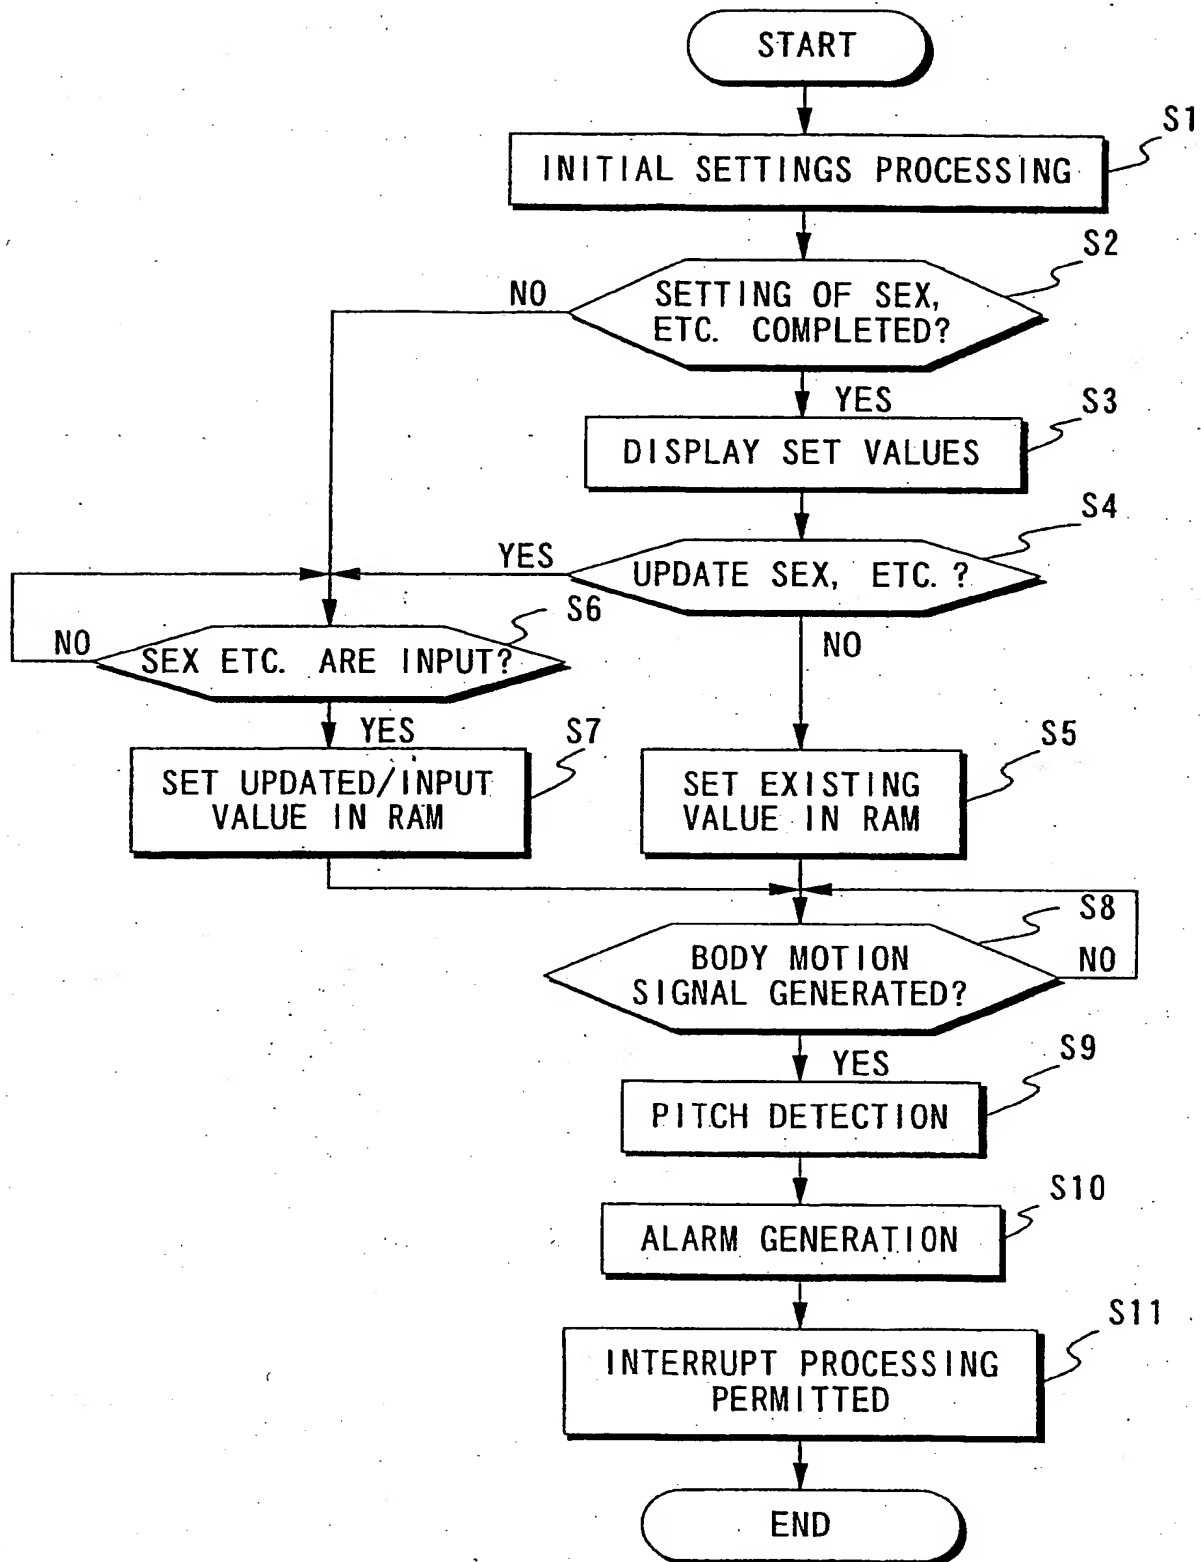 START
S1
INITIAL SETTINGS PROCESSING
S2
NO
SETTING OF SEX,
ETC. COMPLETED?
YES
S3
DISPLAY SET VALUES
S4
YES
UPDATE SEX, ETC. ?
S6
NO
SEX ETC. ARE INPUT?
NO
YES
S7
S5
SET UPDATED/INPUT
VALUE IN RAM
SET EXISTING
VALUE IN RAM
S8
BODY MOTION
SIGNAL GENERATED?
NO
YES
S9
PITCH DETECTION
S10
ALARM GENERATION
S11
INTERRUPT PROCESSING
PERMITTED
END